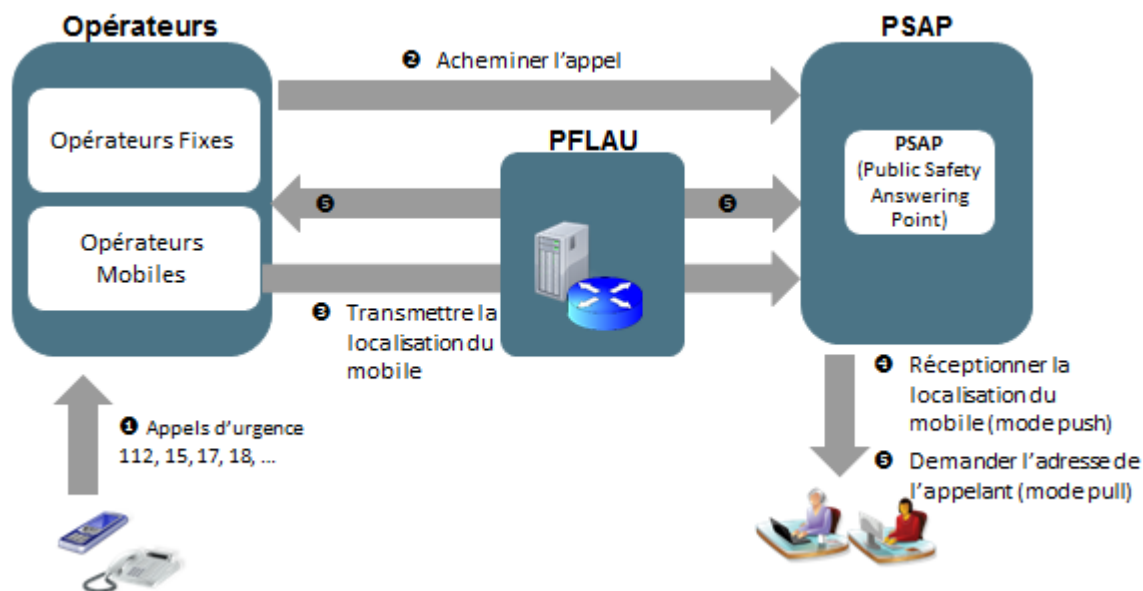 Opérateurs
PSAP
❷ Acheminer l’appel
Opérateurs Fixes
PFLAU
PSAP
(Public Safety
Answering
Point)
❺
❺
Opérateurs
Mobiles
❸ Transmettre la
localisation du
mobile
❹ Réceptionner la
localisation du
mobile (mode push)
❶ Appels d’urgence
112, 15, 17, 18, ...
❺ Demander l’adresse de
l’appelant (mode pull)